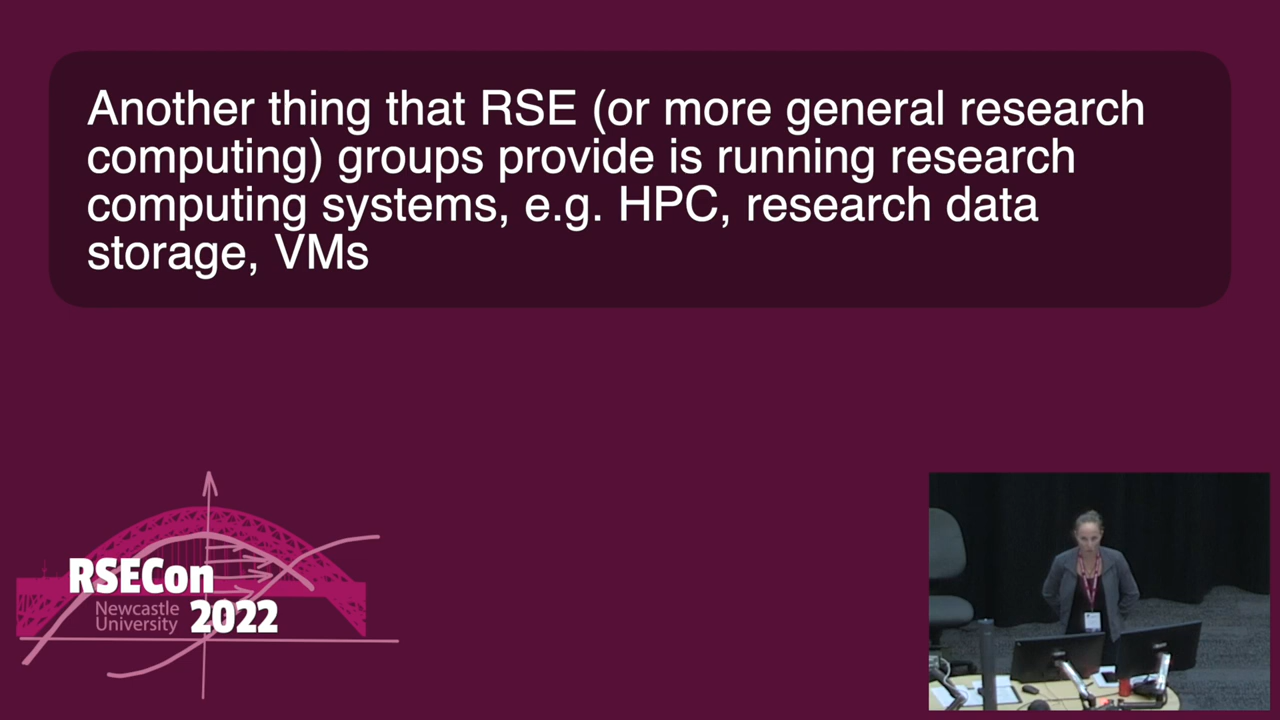 Another thing that RSE (or more general research
computing) groups provide is running research
computing systems, e.g. HPC, research data
storage, VMs
RSECon
Newcastle
University
2022